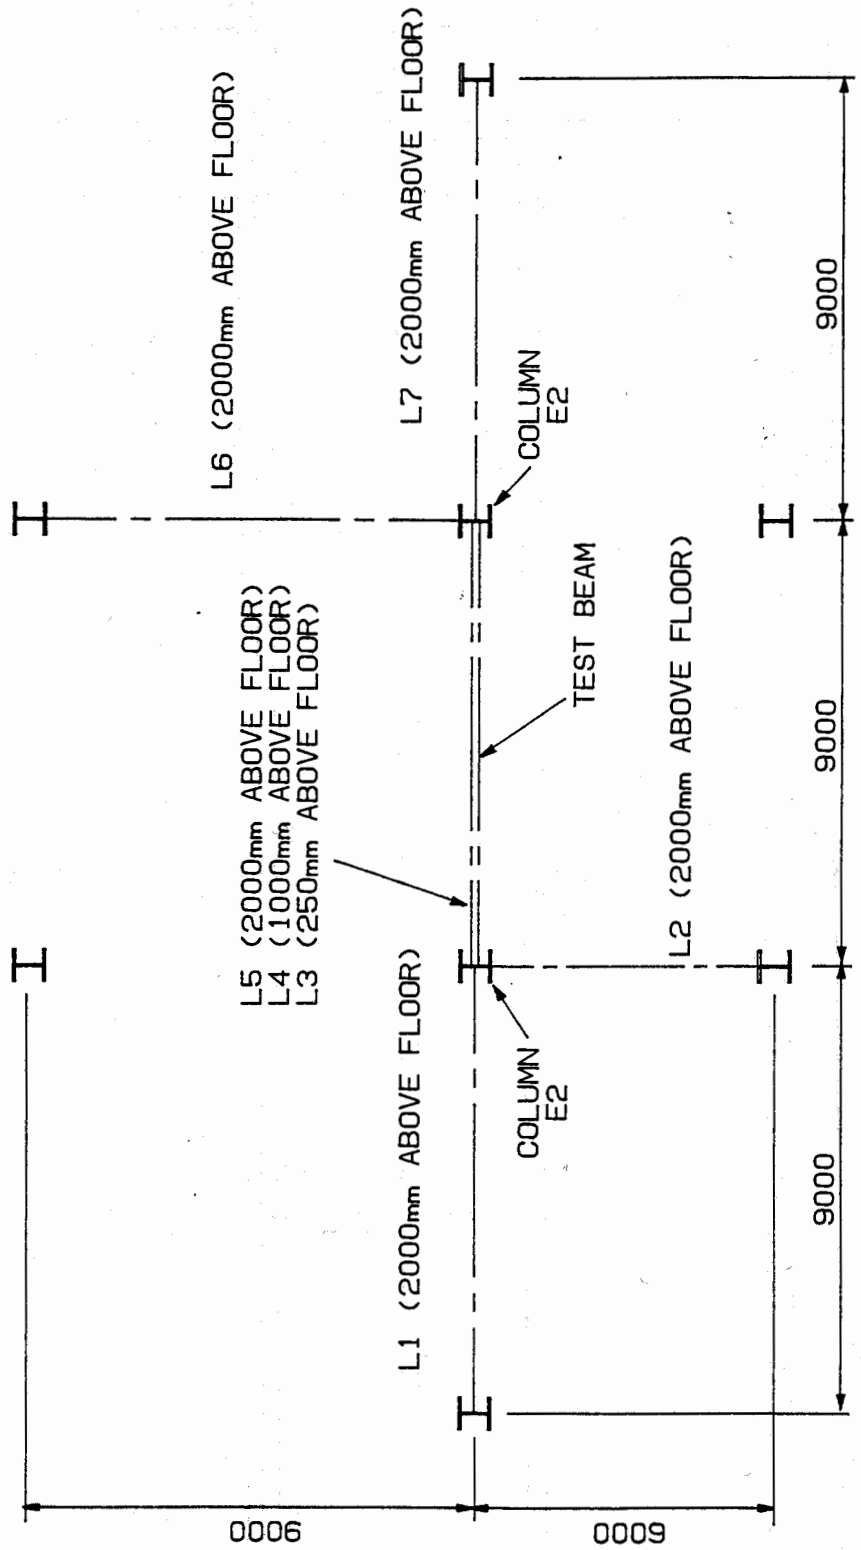 L6 (2000mm ABOVE FLOOR)
L5 (2000mm ABOVE FLOOR)
L4 (1000mm ABOVE FLOOR)
L3 (250mm ABOVE FLOOR)
L1 (2000mm ABOVE FLOOR)
L7 (2000mm ABOVE FLOOR)
COLUMN
E2
COLUMN
E2
TEST BEAM
L2 (2000mm ABOVE FLOOR)
9000
9000
9000
9000
6000